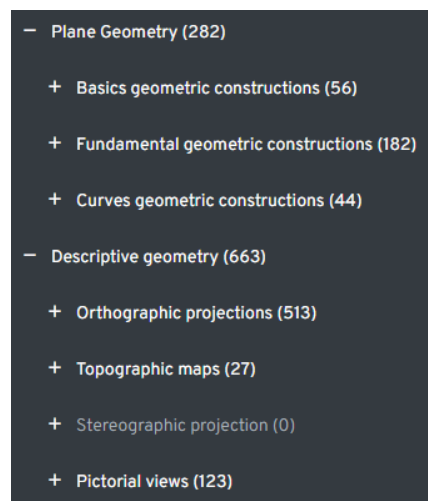 − Plane Geometry (282)
+ Basics geometric constructions (56)
+ Fundamental geometric constructions (182)
+ Curves geometric constructions (44)
− Descriptive geometry (663)
+ Orthographic projections (513)
+ Topographic maps (27)
+ Stereographic projection (0)
+ Pictorial views (123)